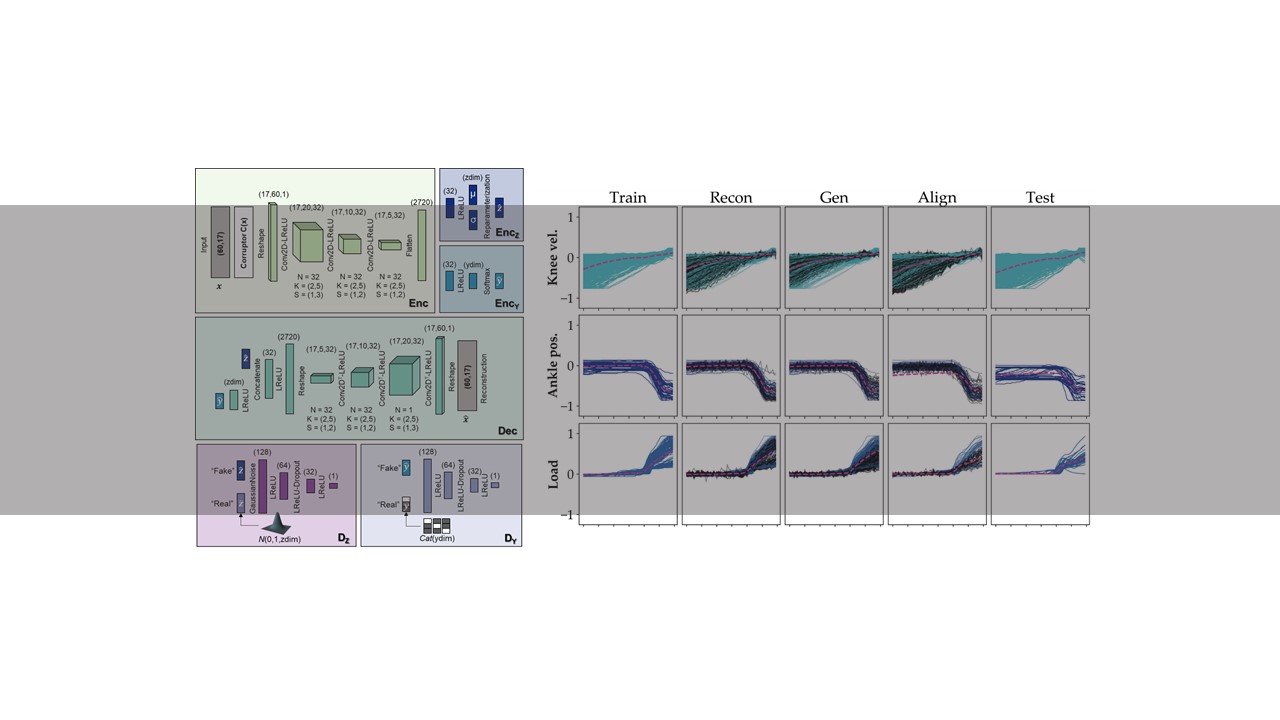 (17,60,1)
(17,20,32)
(17,10,32)
(17,5,32)
(2720)
Input
(60,17)
Corruptor C(x)
Reshape
Conv2D-LReLU
Conv2D-LReLU
Conv2D-LReLU
Flatten
x
N = 32
K = (2,5)
S = (1,3)
N = 32
K = (2,5)
S = (1,2)
N = 32
K = (2,5)
S = (1,2)
Enc
(zdim)
(32)
LReLU
μ
σ
Reparameterization
ẑ
Enc_Z
(32)
(ydim)
LReLU
Softmax
ŷ
Enc_Y
(zdim)
ŷ
LReLU
ẑ
Concatenate
(32)
LReLU
(2720)
Reshape
(17,5,32)
Conv2D^T-LReLU
(17,10,32)
Conv2D^T-LReLU
(17,20,32)
Conv2D^T-LReLU
(17,60,1)
Reshape
(60,17)
Reconstruction
x̂
N = 32
K = (2,5)
S = (1,2)
N = 32
K = (2,5)
S = (1,2)
N = 1
K = (2,5)
S = (1,3)
Dec
"Fake"
ẑ
"Real"
z
GaussianNoise
(128)
LReLU
(64)
LReLU-Dropout
(32)
LReLU
(1)
N(0,1,zdim)
D_Z
"Fake"
ŷ
"Real"
y
(128)
LReLU
(64)
LReLU-Dropout
(32)
LReLU
(1)
Cat(ydim)
D_Y
Train Recon Gen Align Test
Knee vel.
1
0
−1
Ankle pos.
1
0
−1
Load
1
0
−1